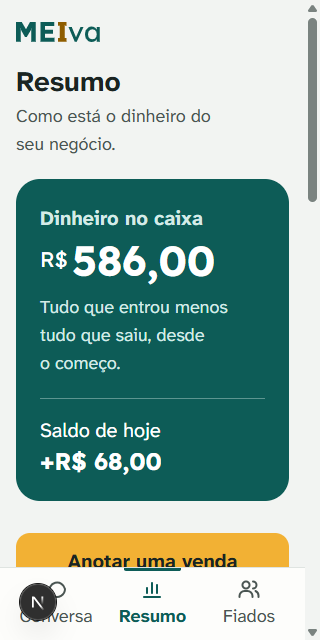 MEIva
Resumo
Como está o dinheiro do
seu negócio.
Dinheiro no caixa
R$ 586,00
Tudo que entrou menos
tudo que saiu, desde
o começo.
Saldo de hoje
+R$ 68,00
Anotar uma venda
N
Conversa
Resumo
Fiados